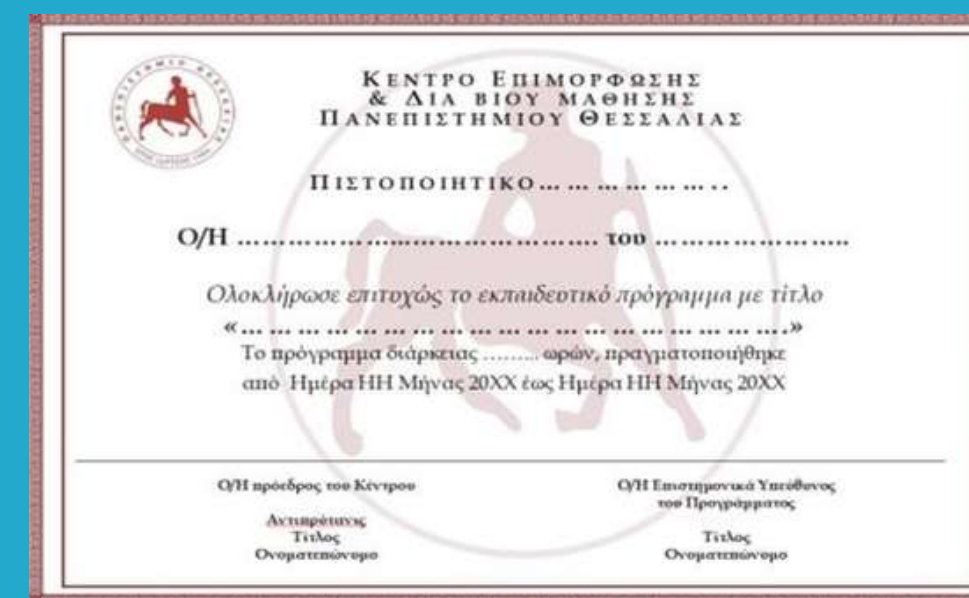 ΠΑΝΕΠΙΣΤΗΜΙΟ ΘΕΣΣΑΛΙΑΣ
ΚΕΝΤΡΟ ΕΠΙΜΟΡΦΩΣΗΣ
& ΔΙΑ ΒΙΟΥ ΜΑΘΗΣΗΣ
ΠΑΝΕΠΙΣΤΗΜΙΟΥ ΘΕΣΣΑΛΙΑΣ
ΠΙΣΤΟΠΟΙΗΤΙΚΟ… … … … … … . .
Ο/Η ………………………………………. του ……………………..
Ολοκλήρωσε επιτυχώς το εκπαιδευτικό πρόγραμμα με τίτλο
«… … … … … … … … … … … … … … … … … … ….»
Το πρόγραμμα διάρκειας ……... ωρών, πραγματοποιήθηκε
από Ημέρα ΗΗ Μήνας 20ΧΧ έως Ημέρα ΗΗ Μήνας 20ΧΧ
Ο/Η πρόεδρος του Κέντρου
Αντιπρύτανις
Τίτλος
Ονοματεπώνυμο
Ο/Η Επιστημονικά Υπεύθυνος
του Προγράμματος
Τίτλος
Ονοματεπώνυμο